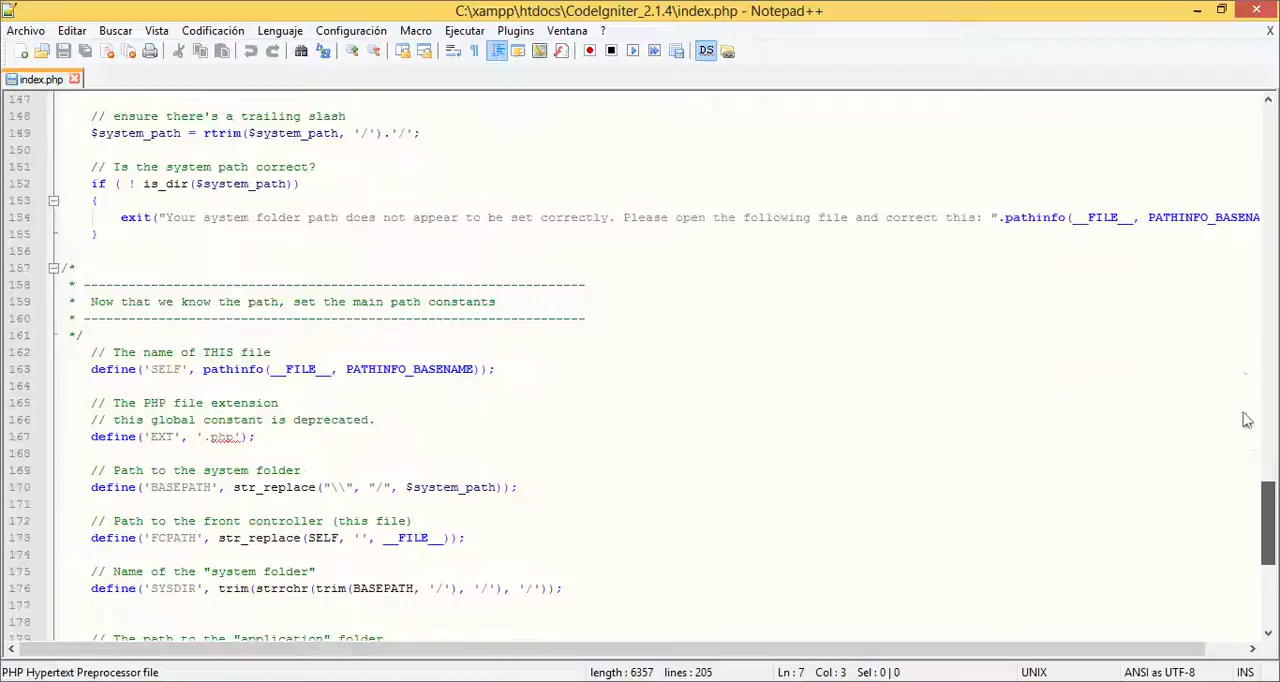 C:\xampp\htdocs\CodeIgniter_2.1.4\index.php - Notepad++
Archivo Editar Buscar Vista Codificación Lenguaje Configuración Macro Ejecutar Plugins Ventana ? X
index.php
147
148 // ensure there's a trailing slash
149 $system_path = rtrim($system_path, '/').'/';
150
151 // Is the system path correct?
152 if ( ! is_dir($system_path))
153 {
154 exit("Your system folder path does not appear to be set correctly. Please open the following file and correct this: ".pathinfo(__FILE__, PATHINFO_BASENA
155 }
156
157 /*
158 * ---------------------------------------------------------------
159 * Now that we know the path, set the main path constants
160 * ---------------------------------------------------------------
161 */
162 // The name of THIS file
163 define('SELF', pathinfo(__FILE__, PATHINFO_BASENAME));
164
165 // The PHP file extension
166 // this global constant is deprecated.
167 define('EXT', '.php');
168
169 // Path to the system folder
170 define('BASEPATH', str_replace("\\", "/", $system_path));
171
172 // Path to the front controller (this file)
173 define('FCPATH', str_replace(SELF, '', __FILE__));
174
175 // Name of the "system folder"
176 define('SYSDIR', trim(strrchr(trim(BASEPATH, '/'), '/'), '/'));
177
178
179 // The path to the "application" folder
PHP Hypertext Preprocessor file length : 6357 lines : 205 Ln : 7 Col : 3 Sel : 0 | 0 UNIX ANSI as UTF-8 INS